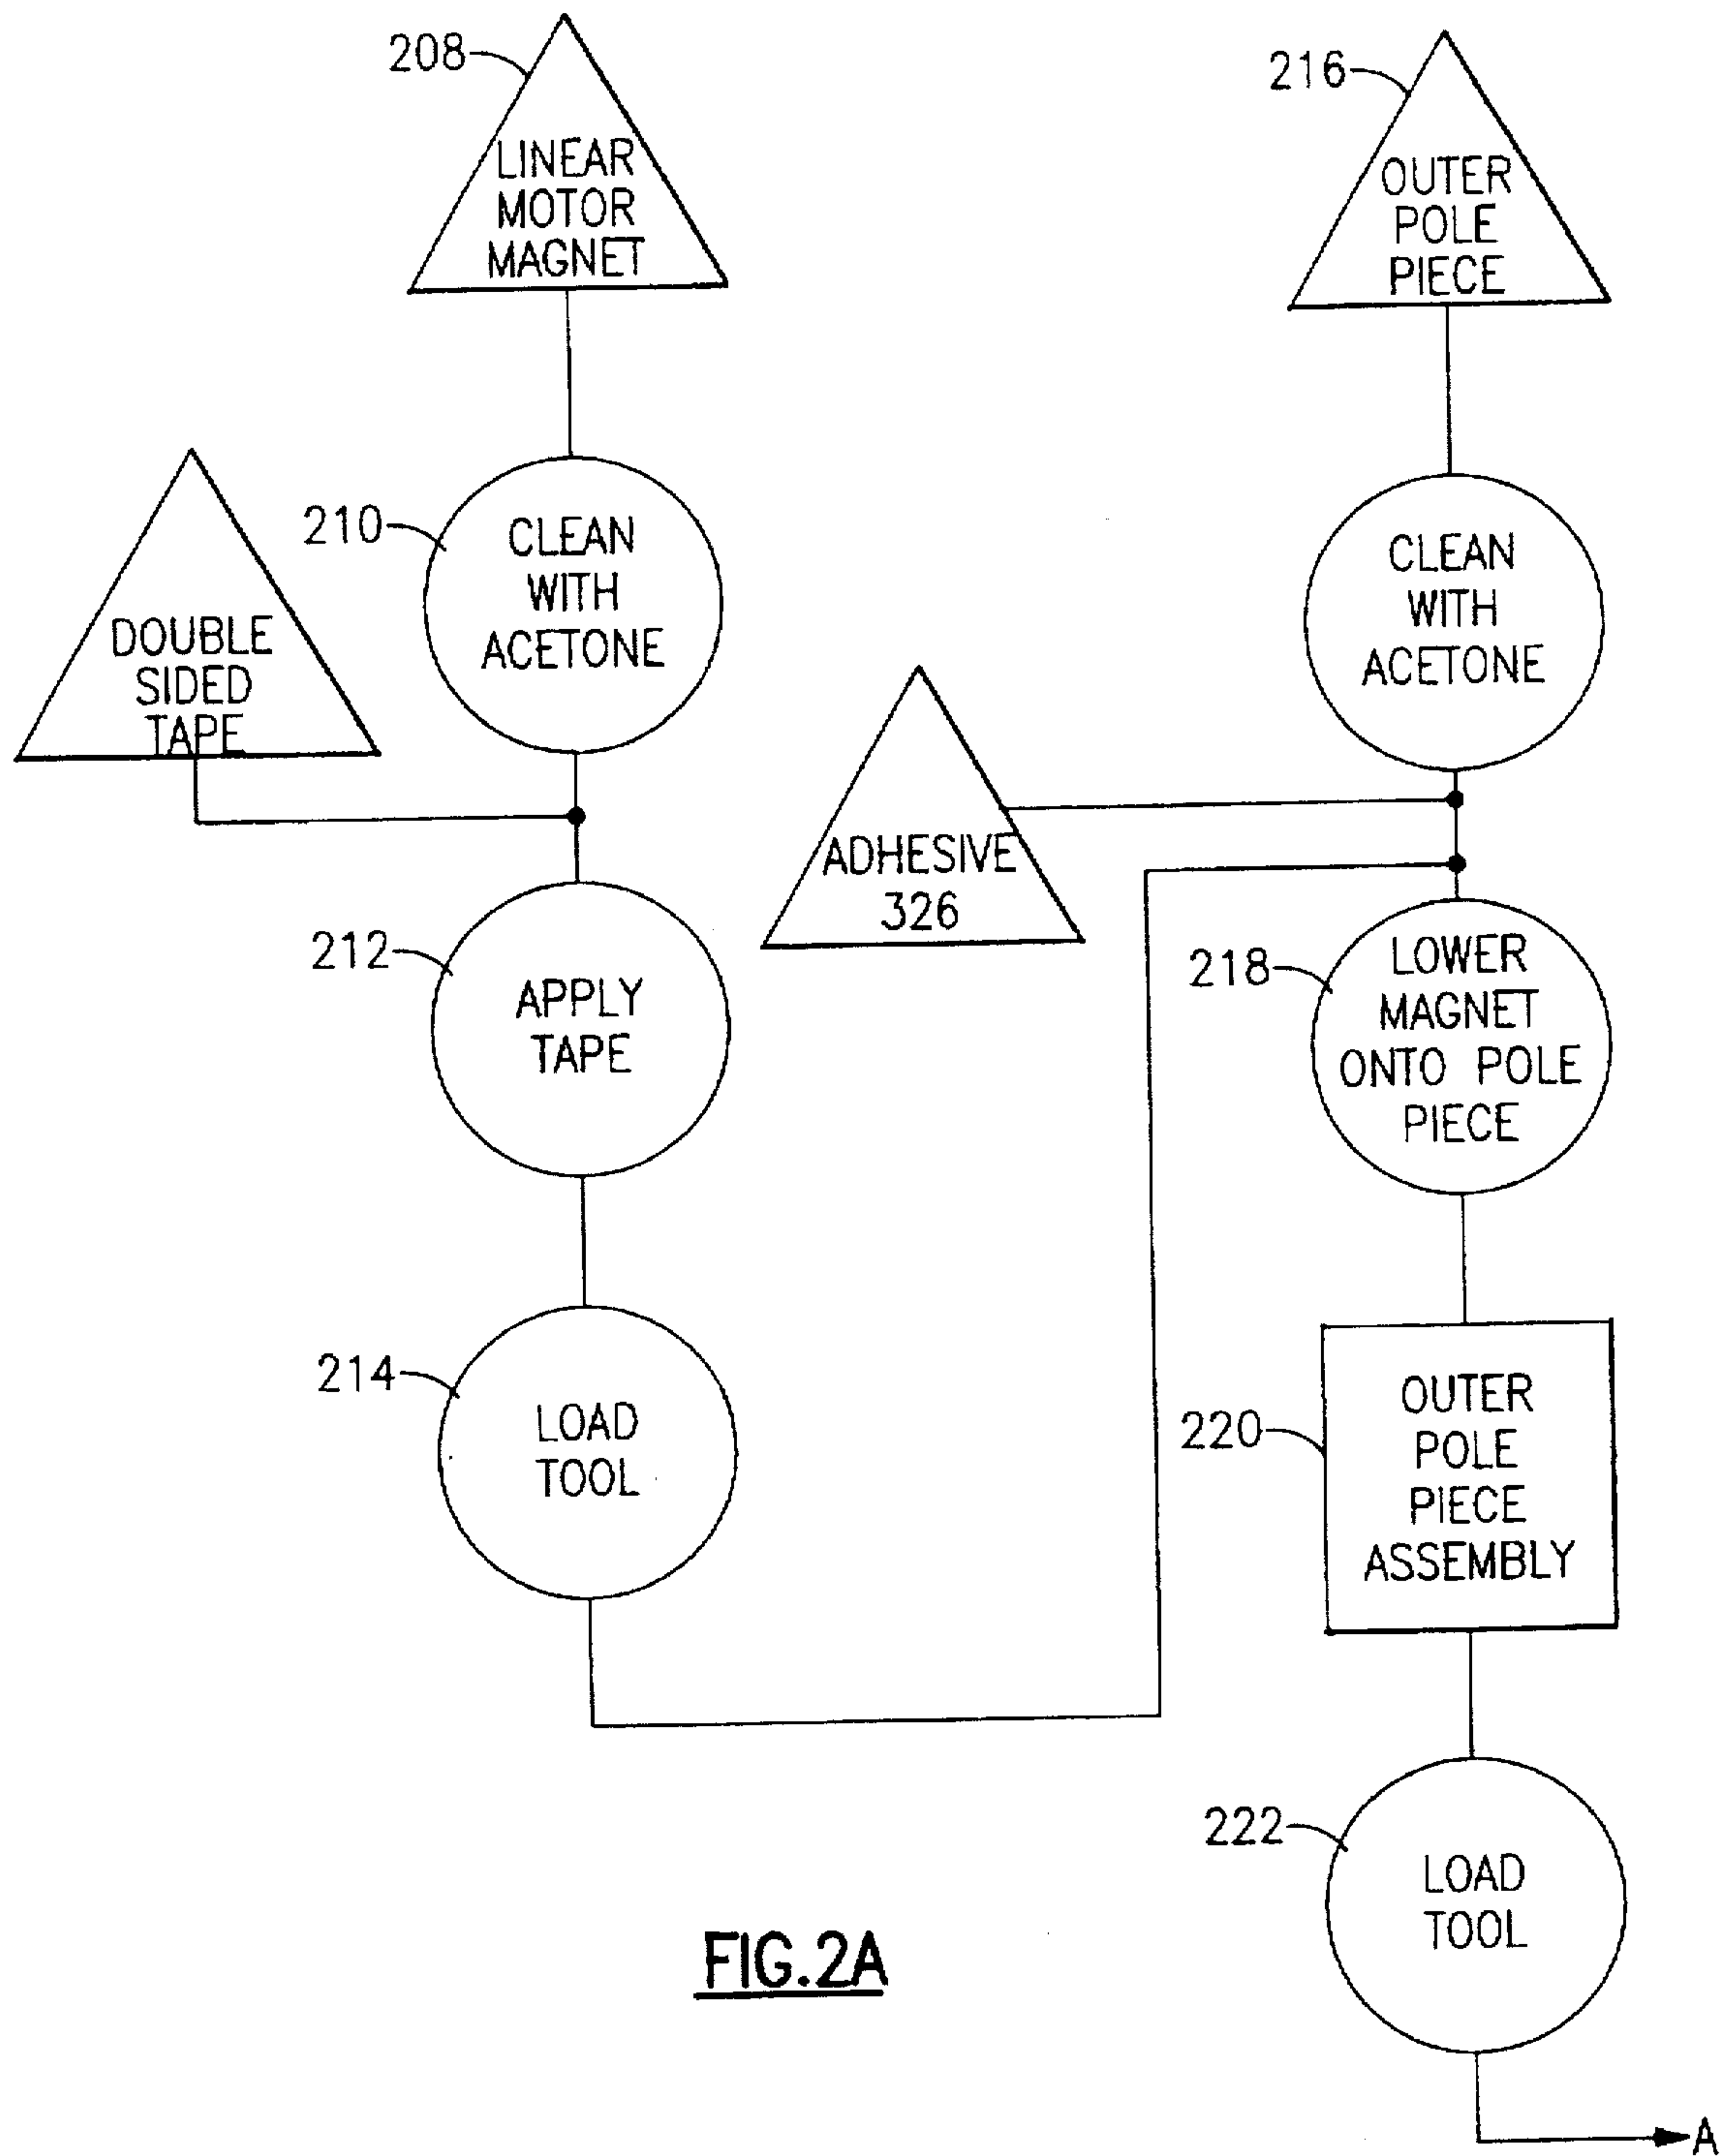 208
LINEAR
MOTOR
MAGNET
210
CLEAN
WITH
ACETONE
DOUBLE
SIDED
TAPE
212
APPLY
TAPE
214
LOAD
TOOL
216
OUTER
POLE
PIECE
CLEAN
WITH
ACETONE
ADHESIVE
326
218
LOWER
MAGNET
ONTO POLE
PIECE
220
OUTER
POLE
PIECE
ASSEMBLY
222
LOAD
TOOL
A
FIG.2A